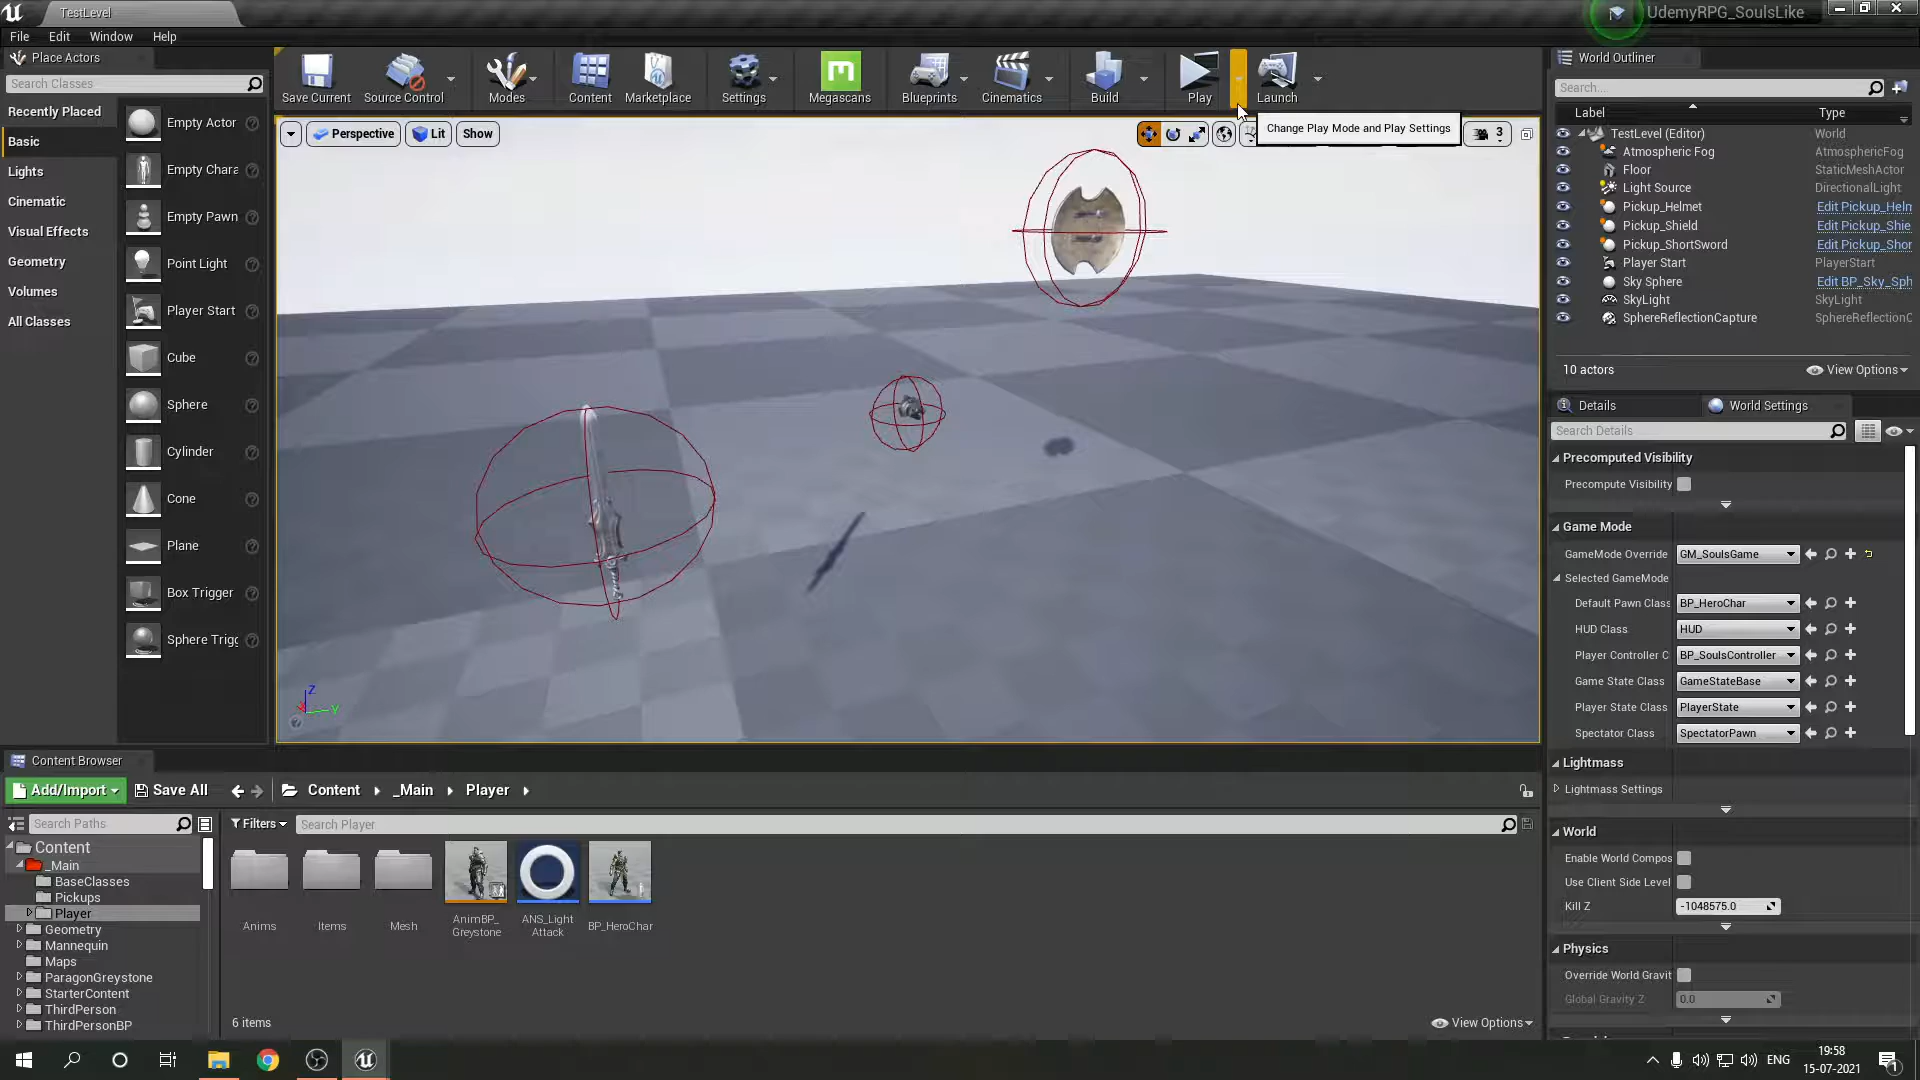 TestLevel
UdemyRPG_SoulsLike
File Edit Window Help
Place Actors
Search Classes
Recently Placed
Basic
Lights
Cinematic
Visual Effects
Geometry
Volumes
All Classes
Empty Actor
Empty Chara
Empty Pawn
Point Light
Player Start
Cube
Sphere
Cylinder
Cone
Plane
Box Trigger
Sphere Trigg
Save Current
Source Control
Modes
Content
Marketplace
Settings
Megascans
Blueprints
Cinematics
Build
Play
Launch
Perspective
Lit
Show
Change Play Mode and Play Settings
3
Z
Y
World Outliner
Search...
Label Type
TestLevel (Editor) World
Atmospheric Fog AtmosphericFog
Floor StaticMeshActor
Light Source DirectionalLight
Pickup_Helmet Edit Pickup_Helm
Pickup_Shield Edit Pickup_Shie
Pickup_ShortSword Edit Pickup_Shor
Player Start PlayerStart
Sky Sphere Edit BP_Sky_Sph
SkyLight SkyLight
SphereReflectionCapture SphereReflectionC
10 actors View Options
Details World Settings
Search Details
Precomputed Visibility
Precompute Visibility
Game Mode
GameMode Override GM_SoulsGame
Selected GameMode
Default Pawn Class BP_HeroChar
HUD Class HUD
Player Controller C BP_SoulsController
Game State Class GameStateBase
Player State Class PlayerState
Spectator Class SpectatorPawn
Lightmass
Lightmass Settings
World
Enable World Compos
Use Client Side Level
Kill Z -1048575.0
Physics
Override World Gravit
Global Gravity Z 0.0
Content Browser
Add/Import Save All Content _Main Player
Search Paths
Filters Search Player
Content
_Main
BaseClasses
Pickups
Player
Geometry
Mannequin
Maps
ParagonGreystone
StarterContent
ThirdPerson
ThirdPersonBP
Anims
Items
Mesh
AnimBP_
Greystone
ANS_Light
Attack
BP_HeroChar
6 items View Options
ENG
19:58
15-07-2021
1